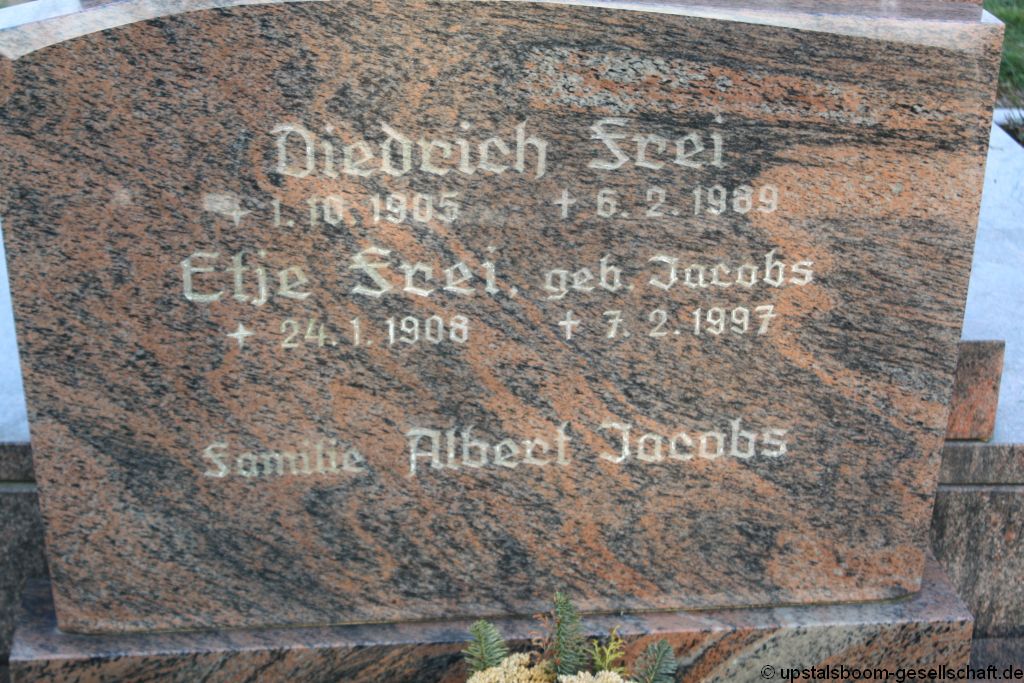 Diedrich Frei
* 1.10.1905 † 6.2.1989
Etje Frei, geb. Jacobs
* 24.1.1908 † 7.2.1997
Familie Albert Jacobs
© upstalsboom-gesellschaft.de